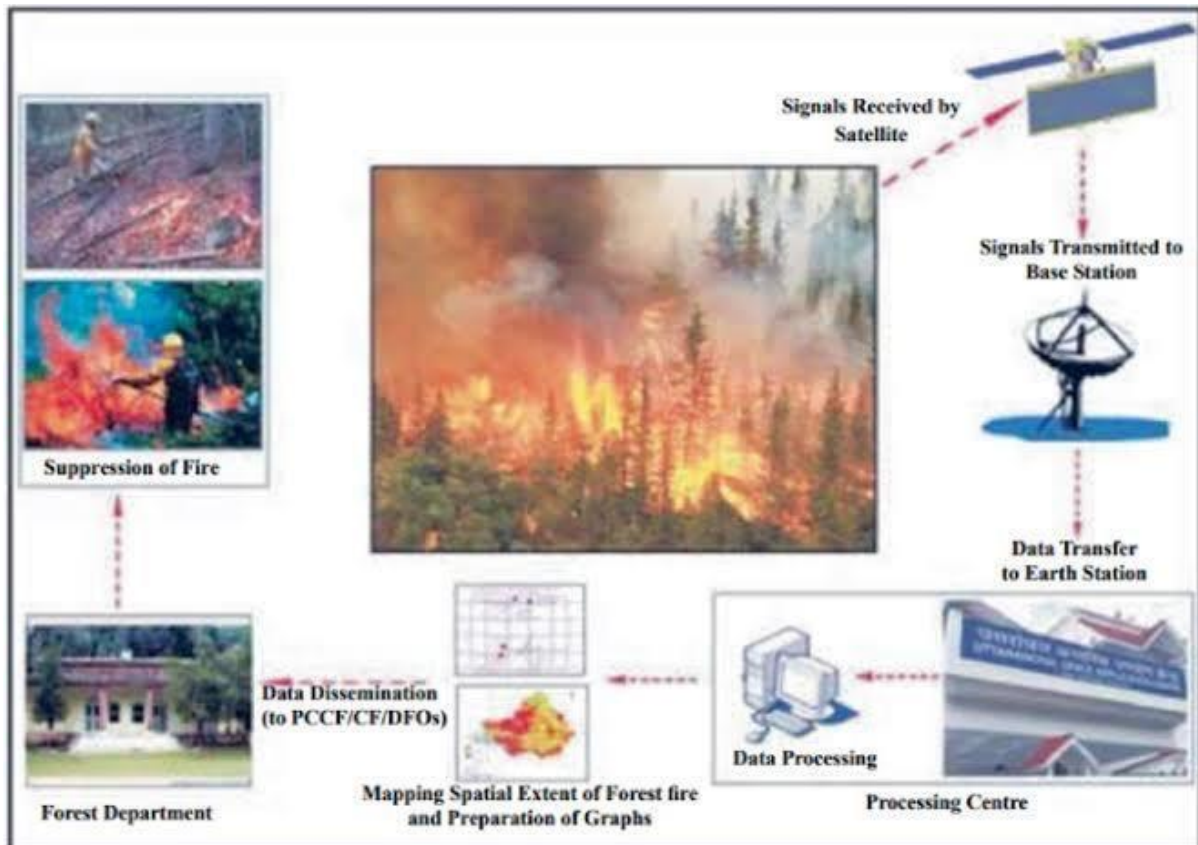 Signals Received by
Satellite
Signals Transmitted to
Base Station
Data Transfer
to Earth Station
Data Processing
Processing Centre
Mapping Spatial Extent of Forest fire
and Preparation of Graphs
Data Dissemination
(to PCCF/CF/DFOs)
Forest Department
Suppression of Fire